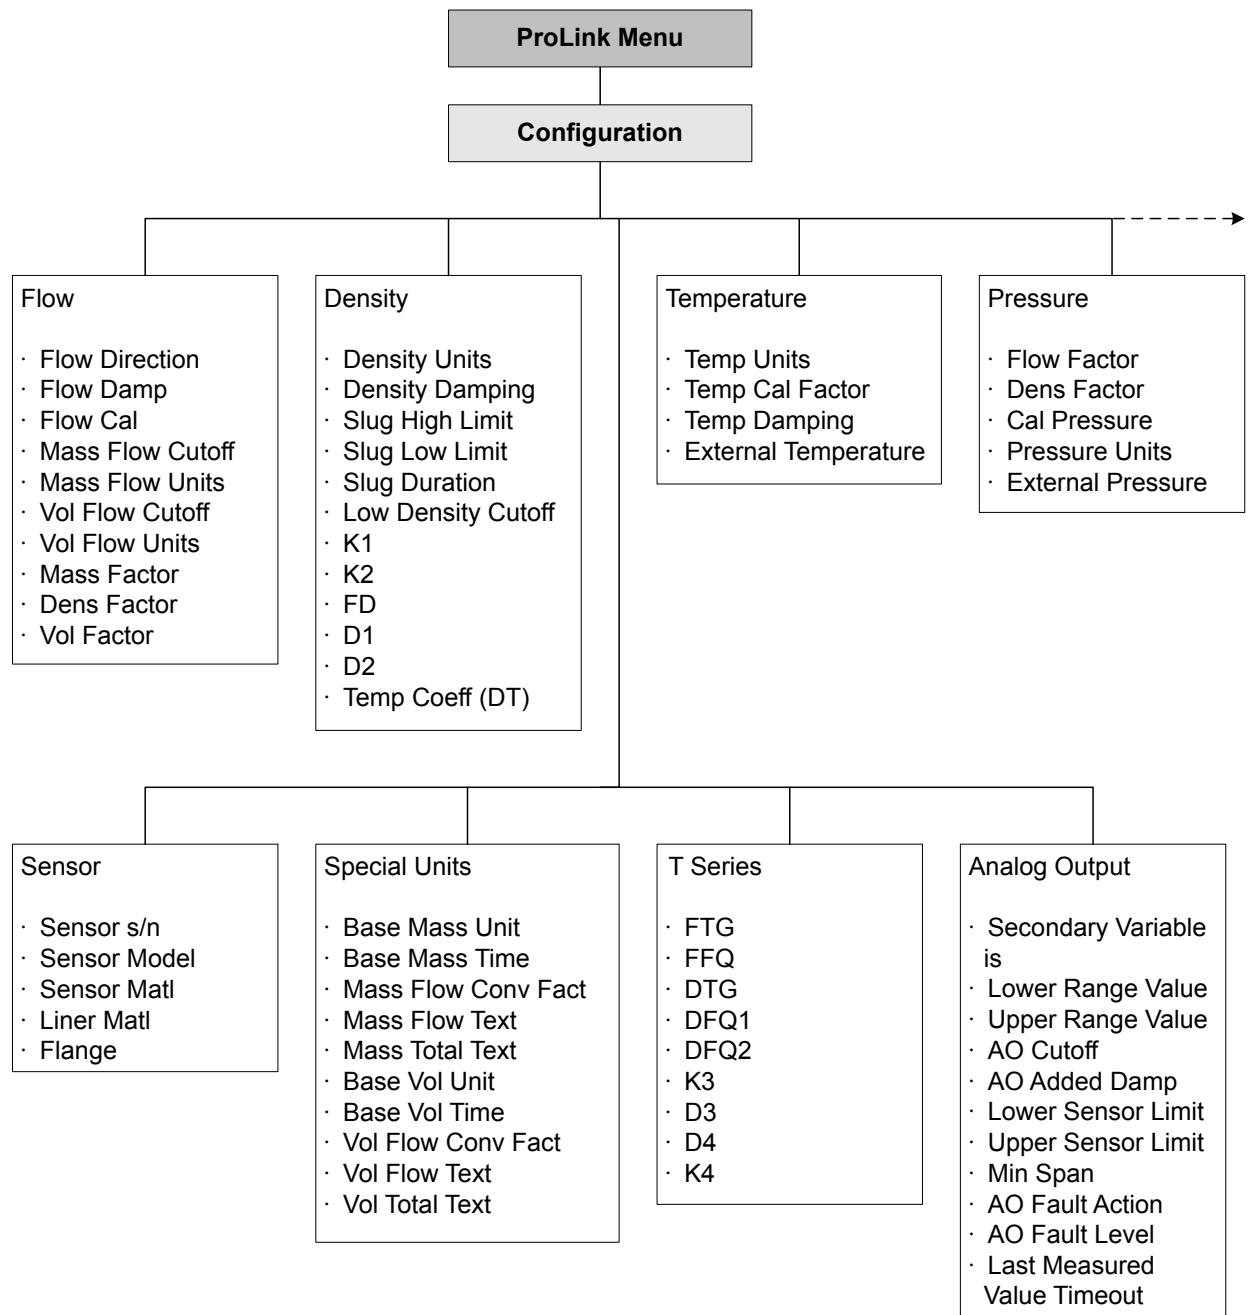 ProLink Menu
Configuration
Flow
· Flow Direction
· Flow Damp
· Flow Cal
· Mass Flow Cutoff
· Mass Flow Units
· Vol Flow Cutoff
· Vol Flow Units
· Mass Factor
· Dens Factor
· Vol Factor
Density
· Density Units
· Density Damping
· Slug High Limit
· Slug Low Limit
· Slug Duration
· Low Density Cutoff
· K1
· K2
· FD
· D1
· D2
· Temp Coeff (DT)
Temperature
· Temp Units
· Temp Cal Factor
· Temp Damping
· External Temperature
Pressure
· Flow Factor
· Dens Factor
· Cal Pressure
· Pressure Units
· External Pressure
Sensor
· Sensor s/n
· Sensor Model
· Sensor Matl
· Liner Matl
· Flange
Special Units
· Base Mass Unit
· Base Mass Time
· Mass Flow Conv Fact
· Mass Flow Text
· Mass Total Text
· Base Vol Unit
· Base Vol Time
· Vol Flow Conv Fact
· Vol Flow Text
· Vol Total Text
T Series
· FTG
· FFQ
· DTG
· DFQ1
· DFQ2
· K3
· D3
· D4
· K4
Analog Output
· Secondary Variable
is
· Lower Range Value
· Upper Range Value
· AO Cutoff
· AO Added Damp
· Lower Sensor Limit
· Upper Sensor Limit
· Min Span
· AO Fault Action
· AO Fault Level
· Last Measured
Value Timeout